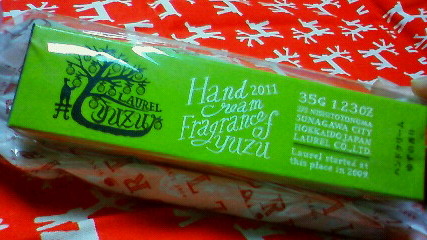 LAUREL
yuzu
Hand 2011
cream
Fragrance of
yuzu
35G 1.23OZ
SUNAGAWA CITY
HOKKAIDO JAPAN
LAUREL CO.,LTD.
Laurel started at
this place in 2009.